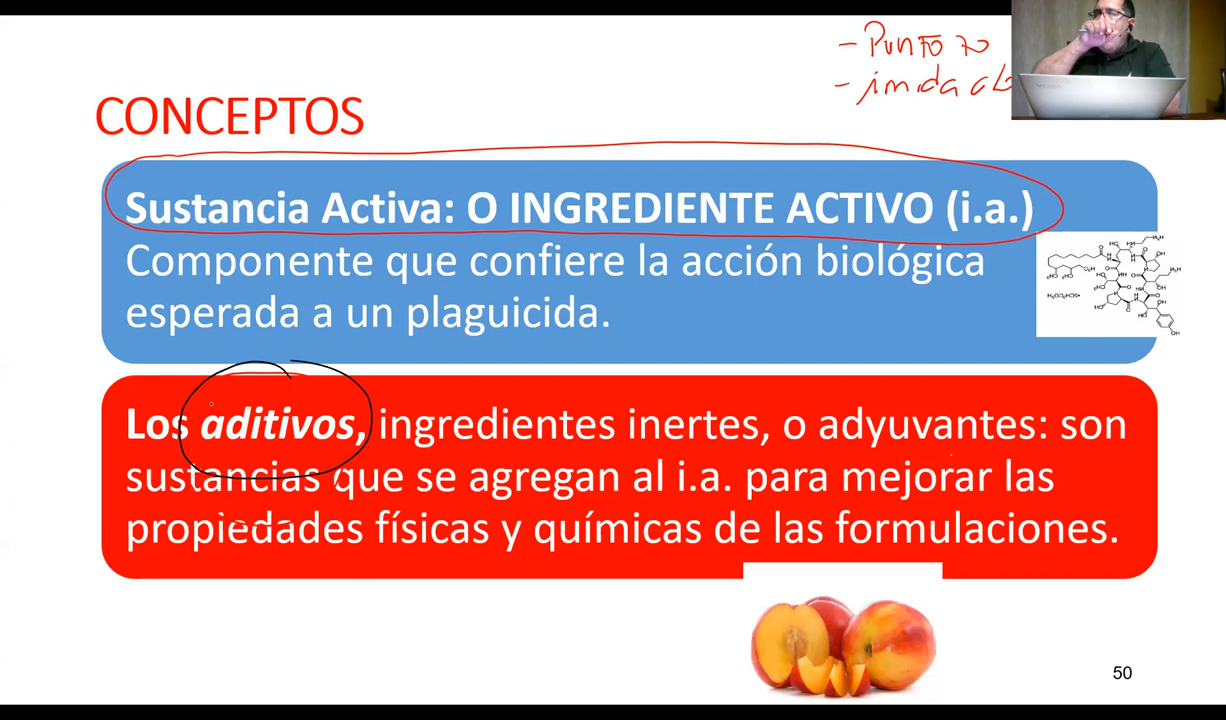 - Punto 70
CONCEPTOS
Sustancia Activa: O INGREDIENTE ACTIVO (i.a.)
Componente que confiere la acción biológica
esperada a un plaguicida.
Los aditivos, ingredientes inertes, o adyuvantes: son
sustancias que se agregan al i.a. para mejorar las
propiedades físicas y químicas de las formulaciones.
50